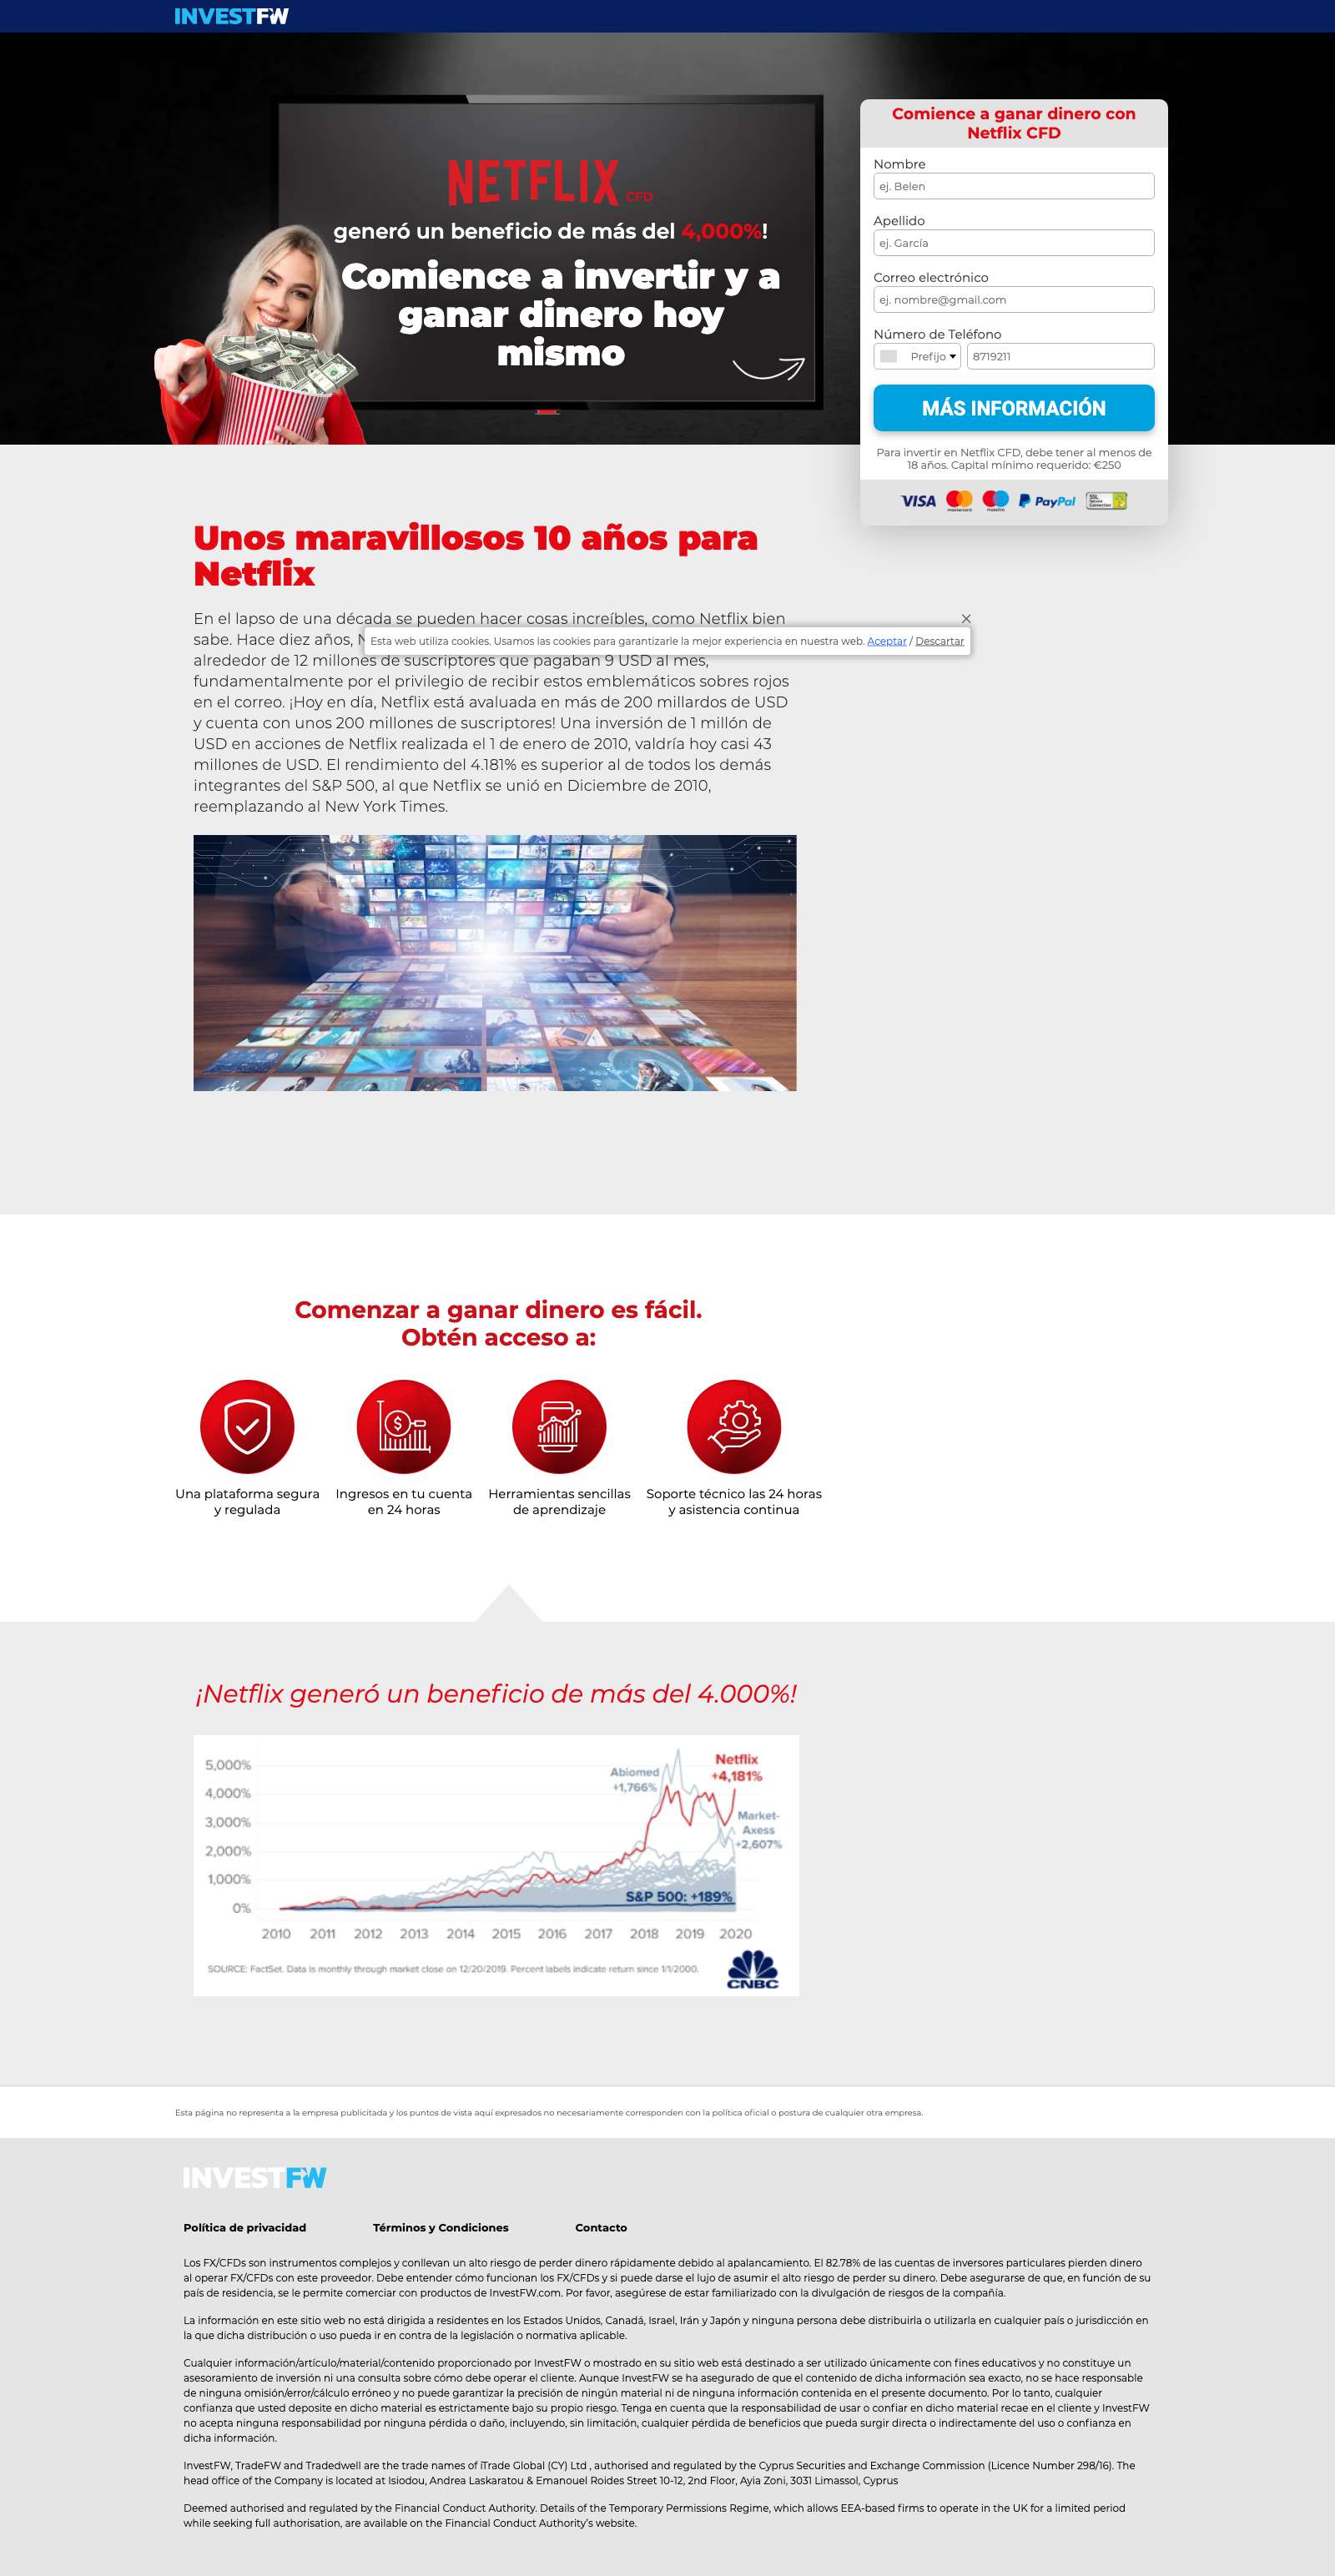 INVESTFW
NETFLIX CFD
generó un beneficio de más del 4,000%!
Comience a invertir y a
ganar dinero hoy
mismo
Comience a ganar dinero con
Netflix CFD
Nombre
ej. Belen
Apellido
ej. García
Correo electrónico
ej. nombre@gmail.com
Número de Teléfono
Prefijo 8719211
MÁS INFORMACIÓN
Para invertir en Netflix CFD, debe tener al menos de
18 años. Capital mínimo requerido: €250
VISA mastercard maestro PayPal SSL Secure Connection
Unos maravillosos 10 años para
Netflix
En el lapso de una década se pueden hacer cosas increíbles, como Netflix bien
sabe. Hace diez años,
Esta web utiliza cookies. Usamos las cookies para garantizarle la mejor experiencia en nuestra web. Aceptar / Descartar
alrededor de 12 millones de suscriptores que pagaban 9 USD al mes,
fundamentalmente por el privilegio de recibir estos emblemáticos sobres rojos
en el correo. ¡Hoy en día, Netflix está avaluada en más de 200 millardos de USD
y cuenta con unos 200 millones de suscriptores! Una inversión de 1 millón de
USD en acciones de Netflix realizada el 1 de enero de 2010, valdría hoy casi 43
millones de USD. El rendimiento del 4.181% es superior al de todos los demás
integrantes del S&P 500, al que Netflix se unió en Diciembre de 2010,
reemplazando al New York Times.
Comenzar a ganar dinero es fácil.
Obtén acceso a:
Una plataforma segura
y regulada
Ingresos en tu cuenta
en 24 horas
Herramientas sencillas
de aprendizaje
Soporte técnico las 24 horas
y asistencia continua
¡Netflix generó un beneficio de más del 4.000%!
5,000%
4,000%
3,000%
2,000%
1,000%
0%
Abiomed
+1,766%
Netflix
+4,181%
Market-
Axess
+2,607%
S&P 500: +189%
2010 2011 2012 2013 2014 2015 2016 2017 2018 2019 2020
SOURCE: FactSet. Data is monthly through market close on 12/20/2019. Percent labels indicate return since 1/1/2000.
CNBC
Esta página no representa a la empresa publicitada y los puntos de vista aquí expresados no necesariamente corresponden con la política oficial o postura de cualquier otra empresa.
INVESTFW
Política de privacidad Términos y Condiciones Contacto
Los FX/CFDs son instrumentos complejos y conllevan un alto riesgo de perder dinero rápidamente debido al apalancamiento. El 82.78% de las cuentas de inversores particulares pierden dinero
al operar FX/CFDs con este proveedor. Debe entender cómo funcionan los FX/CFDs y si puede darse el lujo de asumir el alto riesgo de perder su dinero. Debe asegurarse de que, en función de su
país de residencia, se le permite comerciar con productos de InvestFW.com. Por favor, asegúrese de estar familiarizado con la divulgación de riesgos de la compañía.
La información en este sitio web no está dirigida a residentes en los Estados Unidos, Canadá, Israel, Irán y Japón y ninguna persona debe distribuirla o utilizarla en cualquier país o jurisdicción en
la que dicha distribución o uso pueda ir en contra de la legislación o normativa aplicable.
Cualquier información/artículo/material/contenido proporcionado por InvestFW o mostrado en su sitio web está destinado a ser utilizado únicamente con fines educativos y no constituye un
asesoramiento de inversión ni una consulta sobre cómo debe operar el cliente. Aunque InvestFW se ha asegurado de que el contenido de dicha información sea exacto, no se hace responsable
de ninguna omisión/error/cálculo erróneo y no puede garantizar la precisión de ningún material ni de ninguna información contenida en el presente documento. Por lo tanto, cualquier
confianza que usted deposite en dicho material es estrictamente bajo su propio riesgo. Tenga en cuenta que la responsabilidad de usar o confiar en dicho material recae en el cliente y InvestFW
no acepta ninguna responsabilidad por ninguna pérdida o daño, incluyendo, sin limitación, cualquier pérdida de beneficios que pueda surgir directa o indirectamente del uso o confianza en
dicha información.
InvestFW, TradeFW and Tradedwell are the trade names of iTrade Global (CY) Ltd , authorised and regulated by the Cyprus Securities and Exchange Commission (Licence Number 298/16). The
head office of the Company is located at Isiodou, Andrea Laskaratou & Emanouel Roides Street 10-12, 2nd Floor, Ayia Zoni, 3031 Limassol, Cyprus
Deemed authorised and regulated by the Financial Conduct Authority. Details of the Temporary Permissions Regime, which allows EEA-based firms to operate in the UK for a limited period
while seeking full authorisation, are available on the Financial Conduct Authority's website.